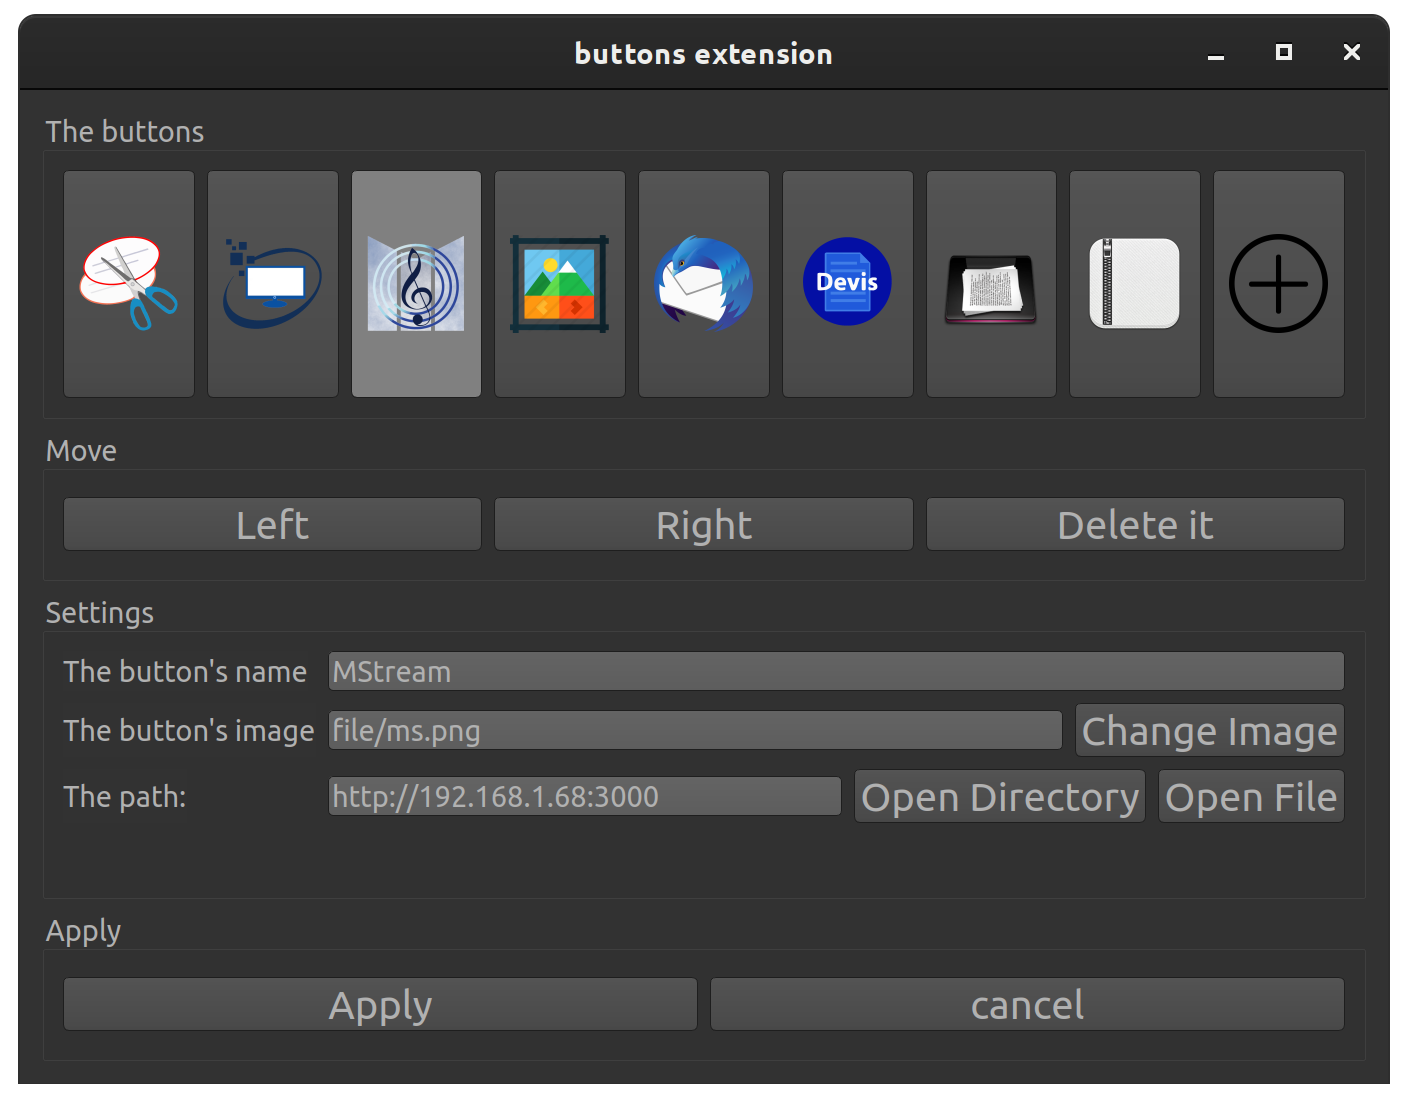 buttons extension
The buttons
Devis
Move
Left Right Delete it
Settings
The button's name MStream
The button's image file/ms.png Change Image
The path: http://192.168.1.68:3000 Open Directory Open File
Apply
Apply cancel